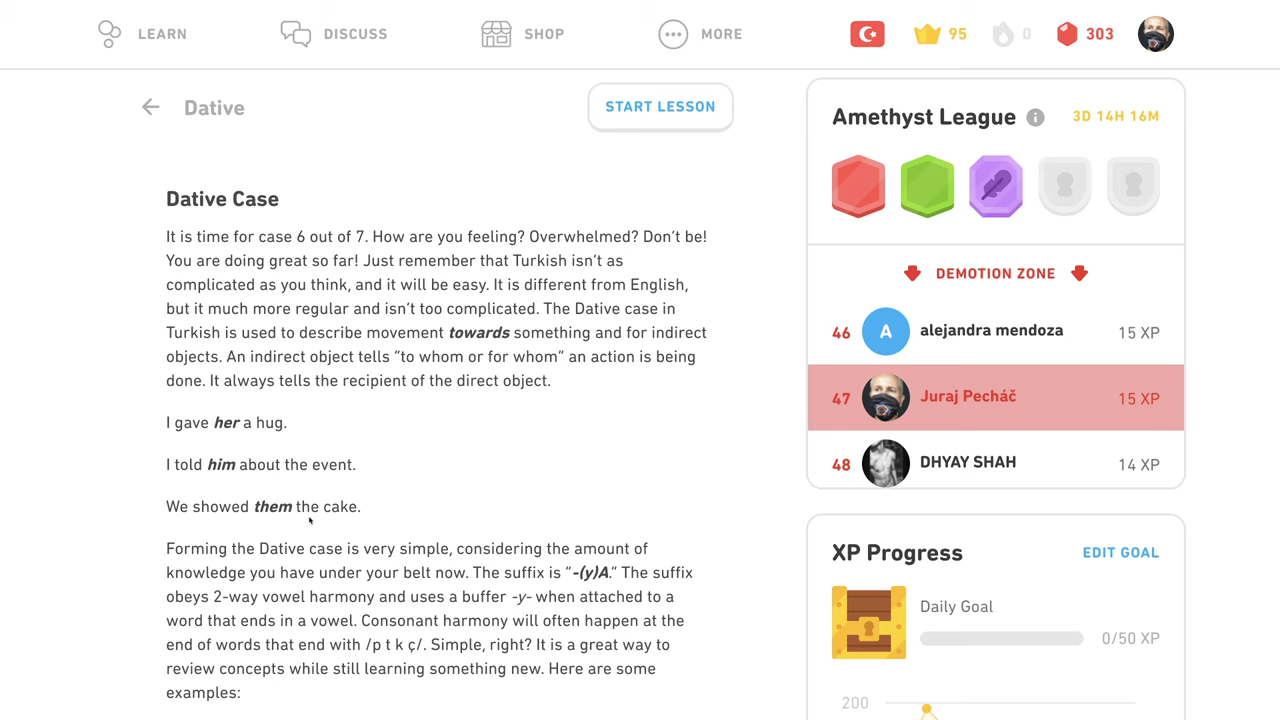 LEARN
DISCUSS
SHOP
MORE
95
0
303
Dative
START LESSON
Dative Case
It is time for case 6 out of 7. How are you feeling? Overwhelmed? Don't be!
You are doing great so far! Just remember that Turkish isn't as
complicated as you think, and it will be easy. It is different from English,
but it much more regular and isn't too complicated. The Dative case in
Turkish is used to describe movement towards something and for indirect
objects. An indirect object tells "to whom or for whom" an action is being
done. It always tells the recipient of the direct object.
I gave her a hug.
I told him about the event.
We showed them the cake.
Forming the Dative case is very simple, considering the amount of
knowledge you have under your belt now. The suffix is "-(y)A." The suffix
obeys 2-way vowel harmony and uses a buffer -y- when attached to a
word that ends in a vowel. Consonant harmony will often happen at the
end of words that end with /p t k ç/. Simple, right? It is a great way to
review concepts while still learning something new. Here are some
examples:
Amethyst League
3D 14H 16M
DEMOTION ZONE
46 A alejandra mendoza 15 XP
47 Juraj Pecháč 15 XP
48 DHYAY SHAH 14 XP
XP Progress
EDIT GOAL
Daily Goal
0/50 XP
200